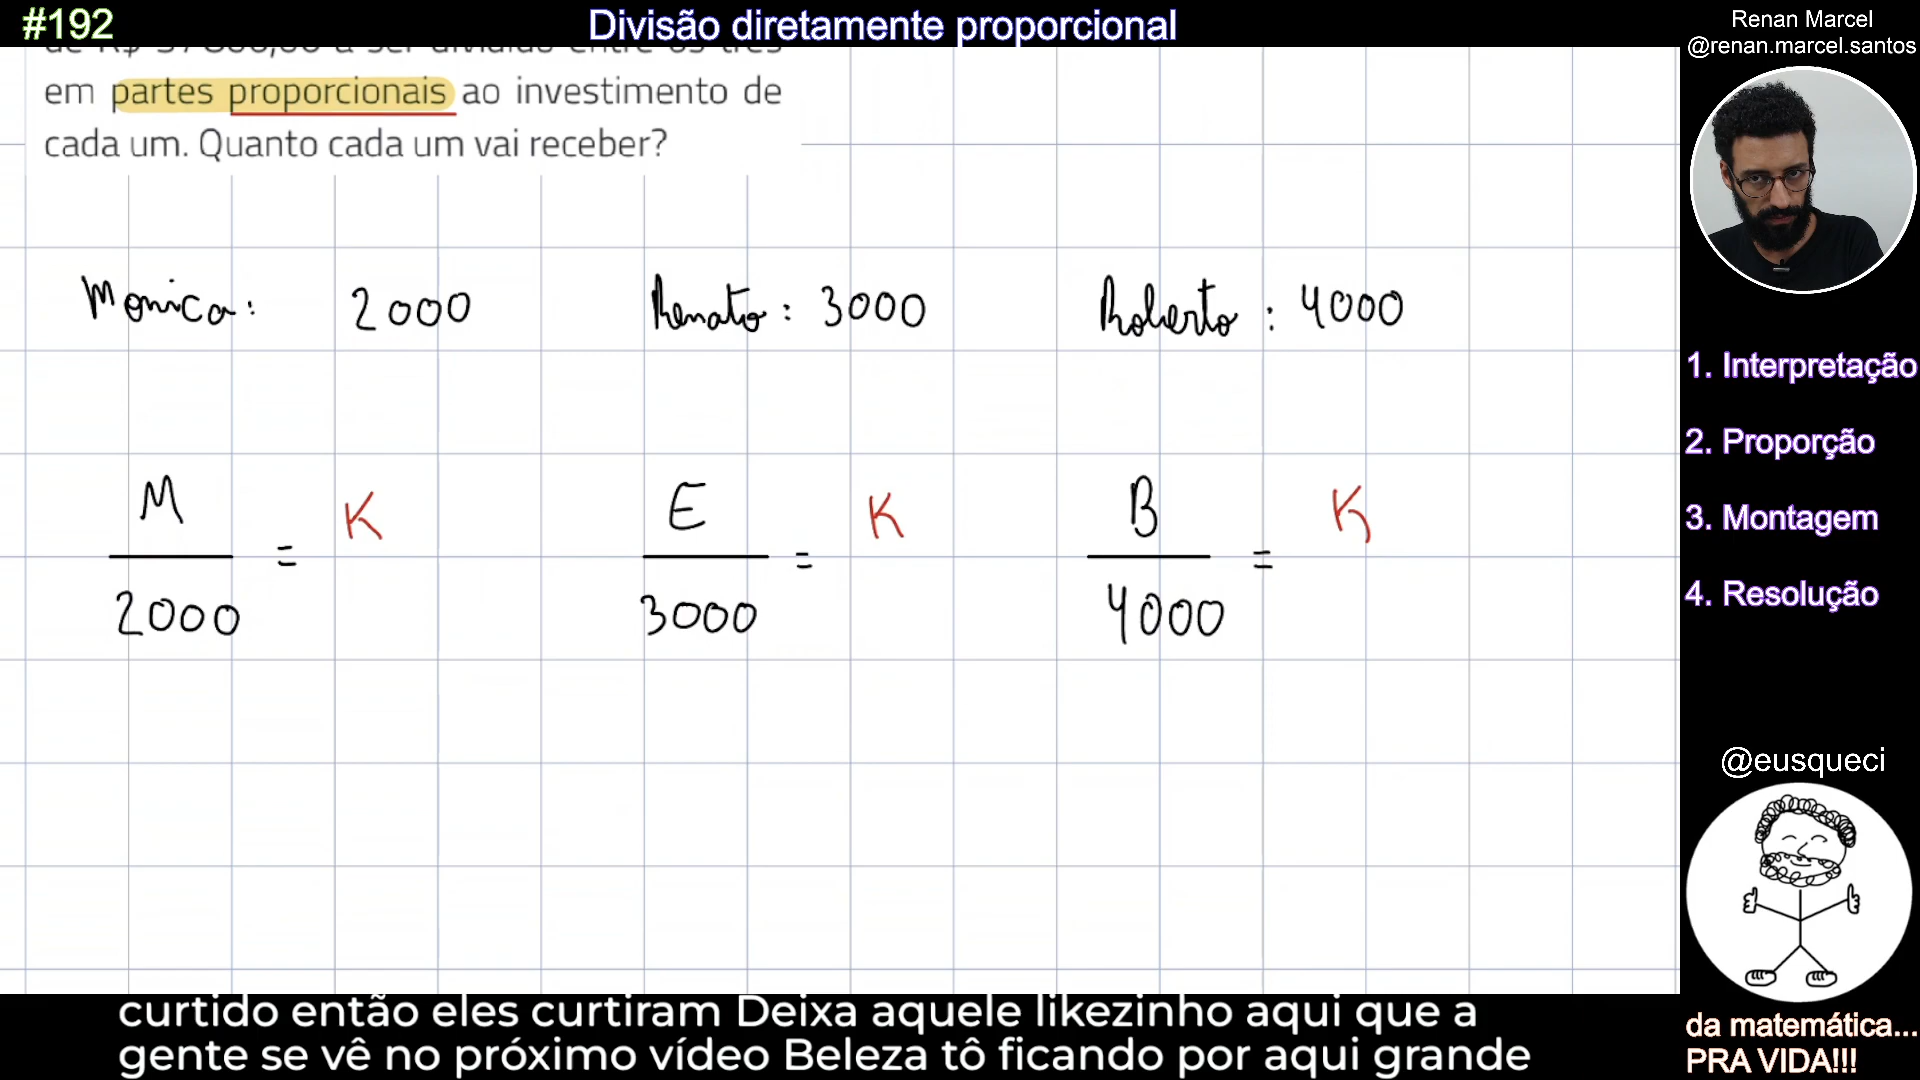 #192
Divisão diretamente proporcional
Renan Marcel
@renan.marcel.santos
em partes proporcionais ao investimento de
cada um. Quanto cada um vai receber?
Monica: 2000 Renato: 3000 Roberto: 4000
M/2000 = K E/3000 = K B/4000 = K
1. Interpretação
2. Proporção
3. Montagem
4. Resolução
@eusqueci
da matemática...
PRA VIDA!!!
curtido então eles curtiram Deixa aquele likezinho aqui que a
gente se vê no próximo vídeo Beleza tô ficando por aqui grande